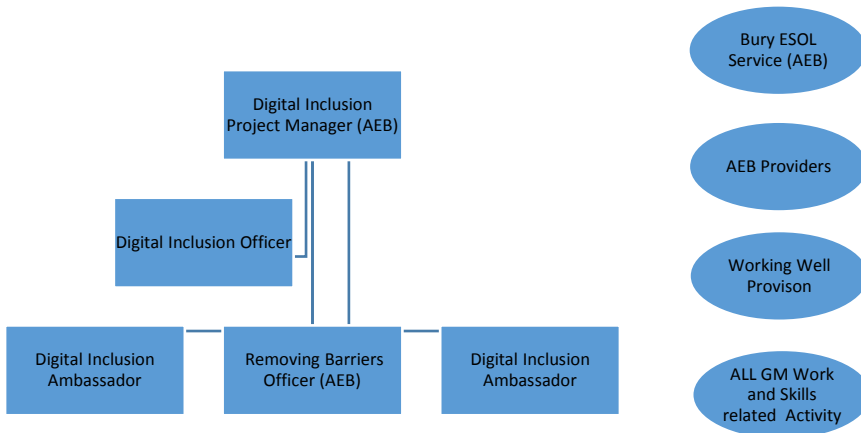 Digital Inclusion
Project Manager (AEB)
Digital Inclusion Officer
Digital Inclusion
Ambassador
Removing Barriers
Officer (AEB)
Digital Inclusion
Ambassador
Bury ESOL
Service (AEB)
AEB Providers
Working Well
Provison
ALL GM Work
and Skills
related Activity